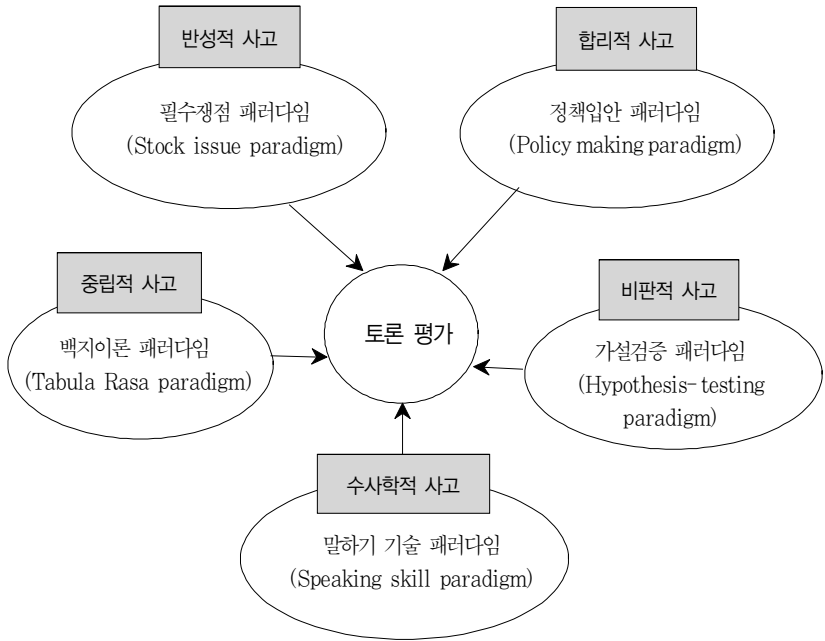 반성적 사고
필수쟁점 패러다임
(Stock issue paradigm)
합리적 사고
정책입안 패러다임
(Policy making paradigm)
중립적 사고
백지이론 패러다임
(Tabula Rasa paradigm)
토론 평가
비판적 사고
가설검증 패러다임
(Hypothesis-testing
paradigm)
수사학적 사고
말하기 기술 패러다임
(Speaking skill paradigm)